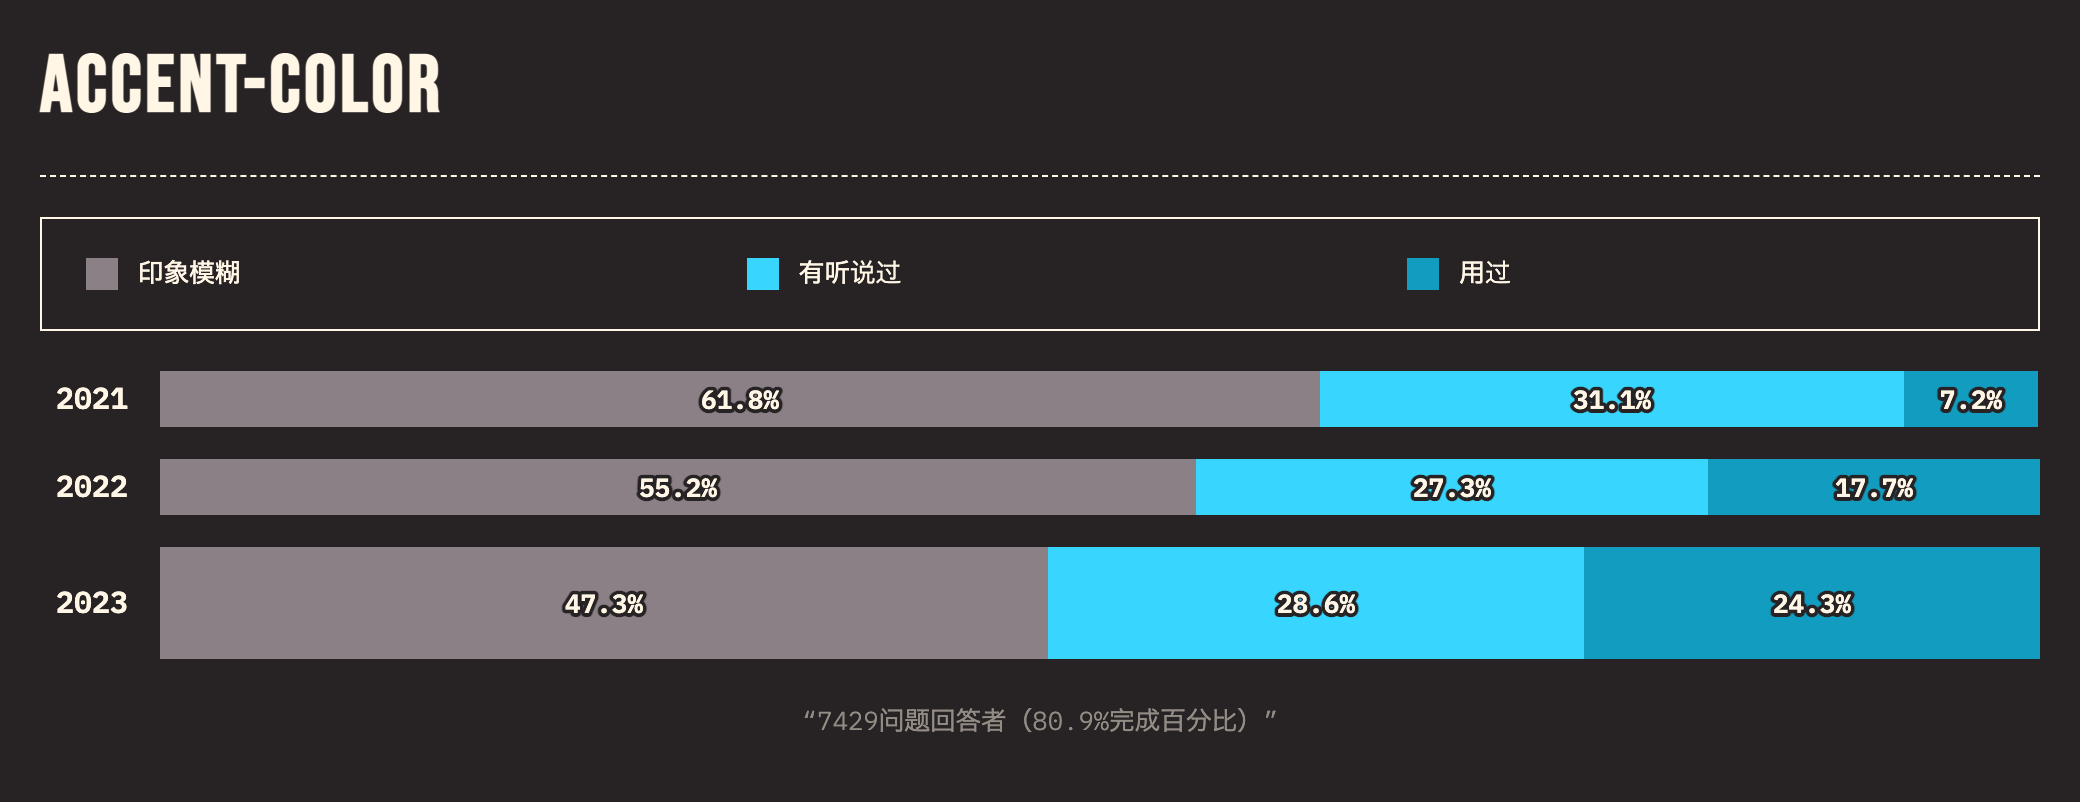 ACCENT-COLOR
印象模糊 有听说过 用过
2021 61.8% 31.1% 7.2%
2022 55.2% 27.3% 17.7%
2023 47.3% 28.6% 24.3%
“7429问题回答者（80.9%完成百分比）”